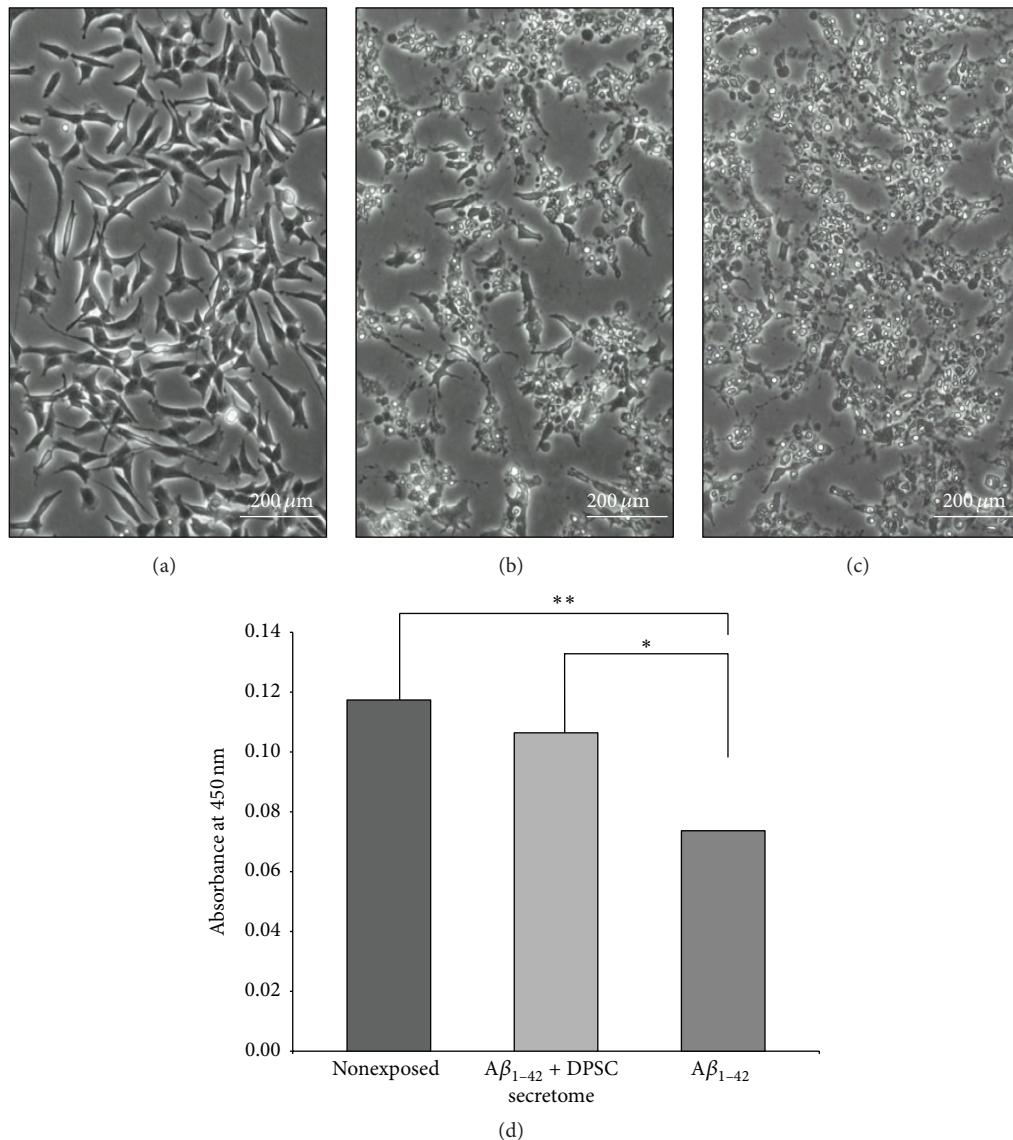 200 μm
200 μm
200 μm
(a)
(b)
(c)
**
*
0.14
0.12
0.10
0.08
0.06
0.04
0.02
0.00
Absorbance at 450 nm
Nonexposed
Aβ1–42 + DPSC
secretome
Aβ1–42
(d)